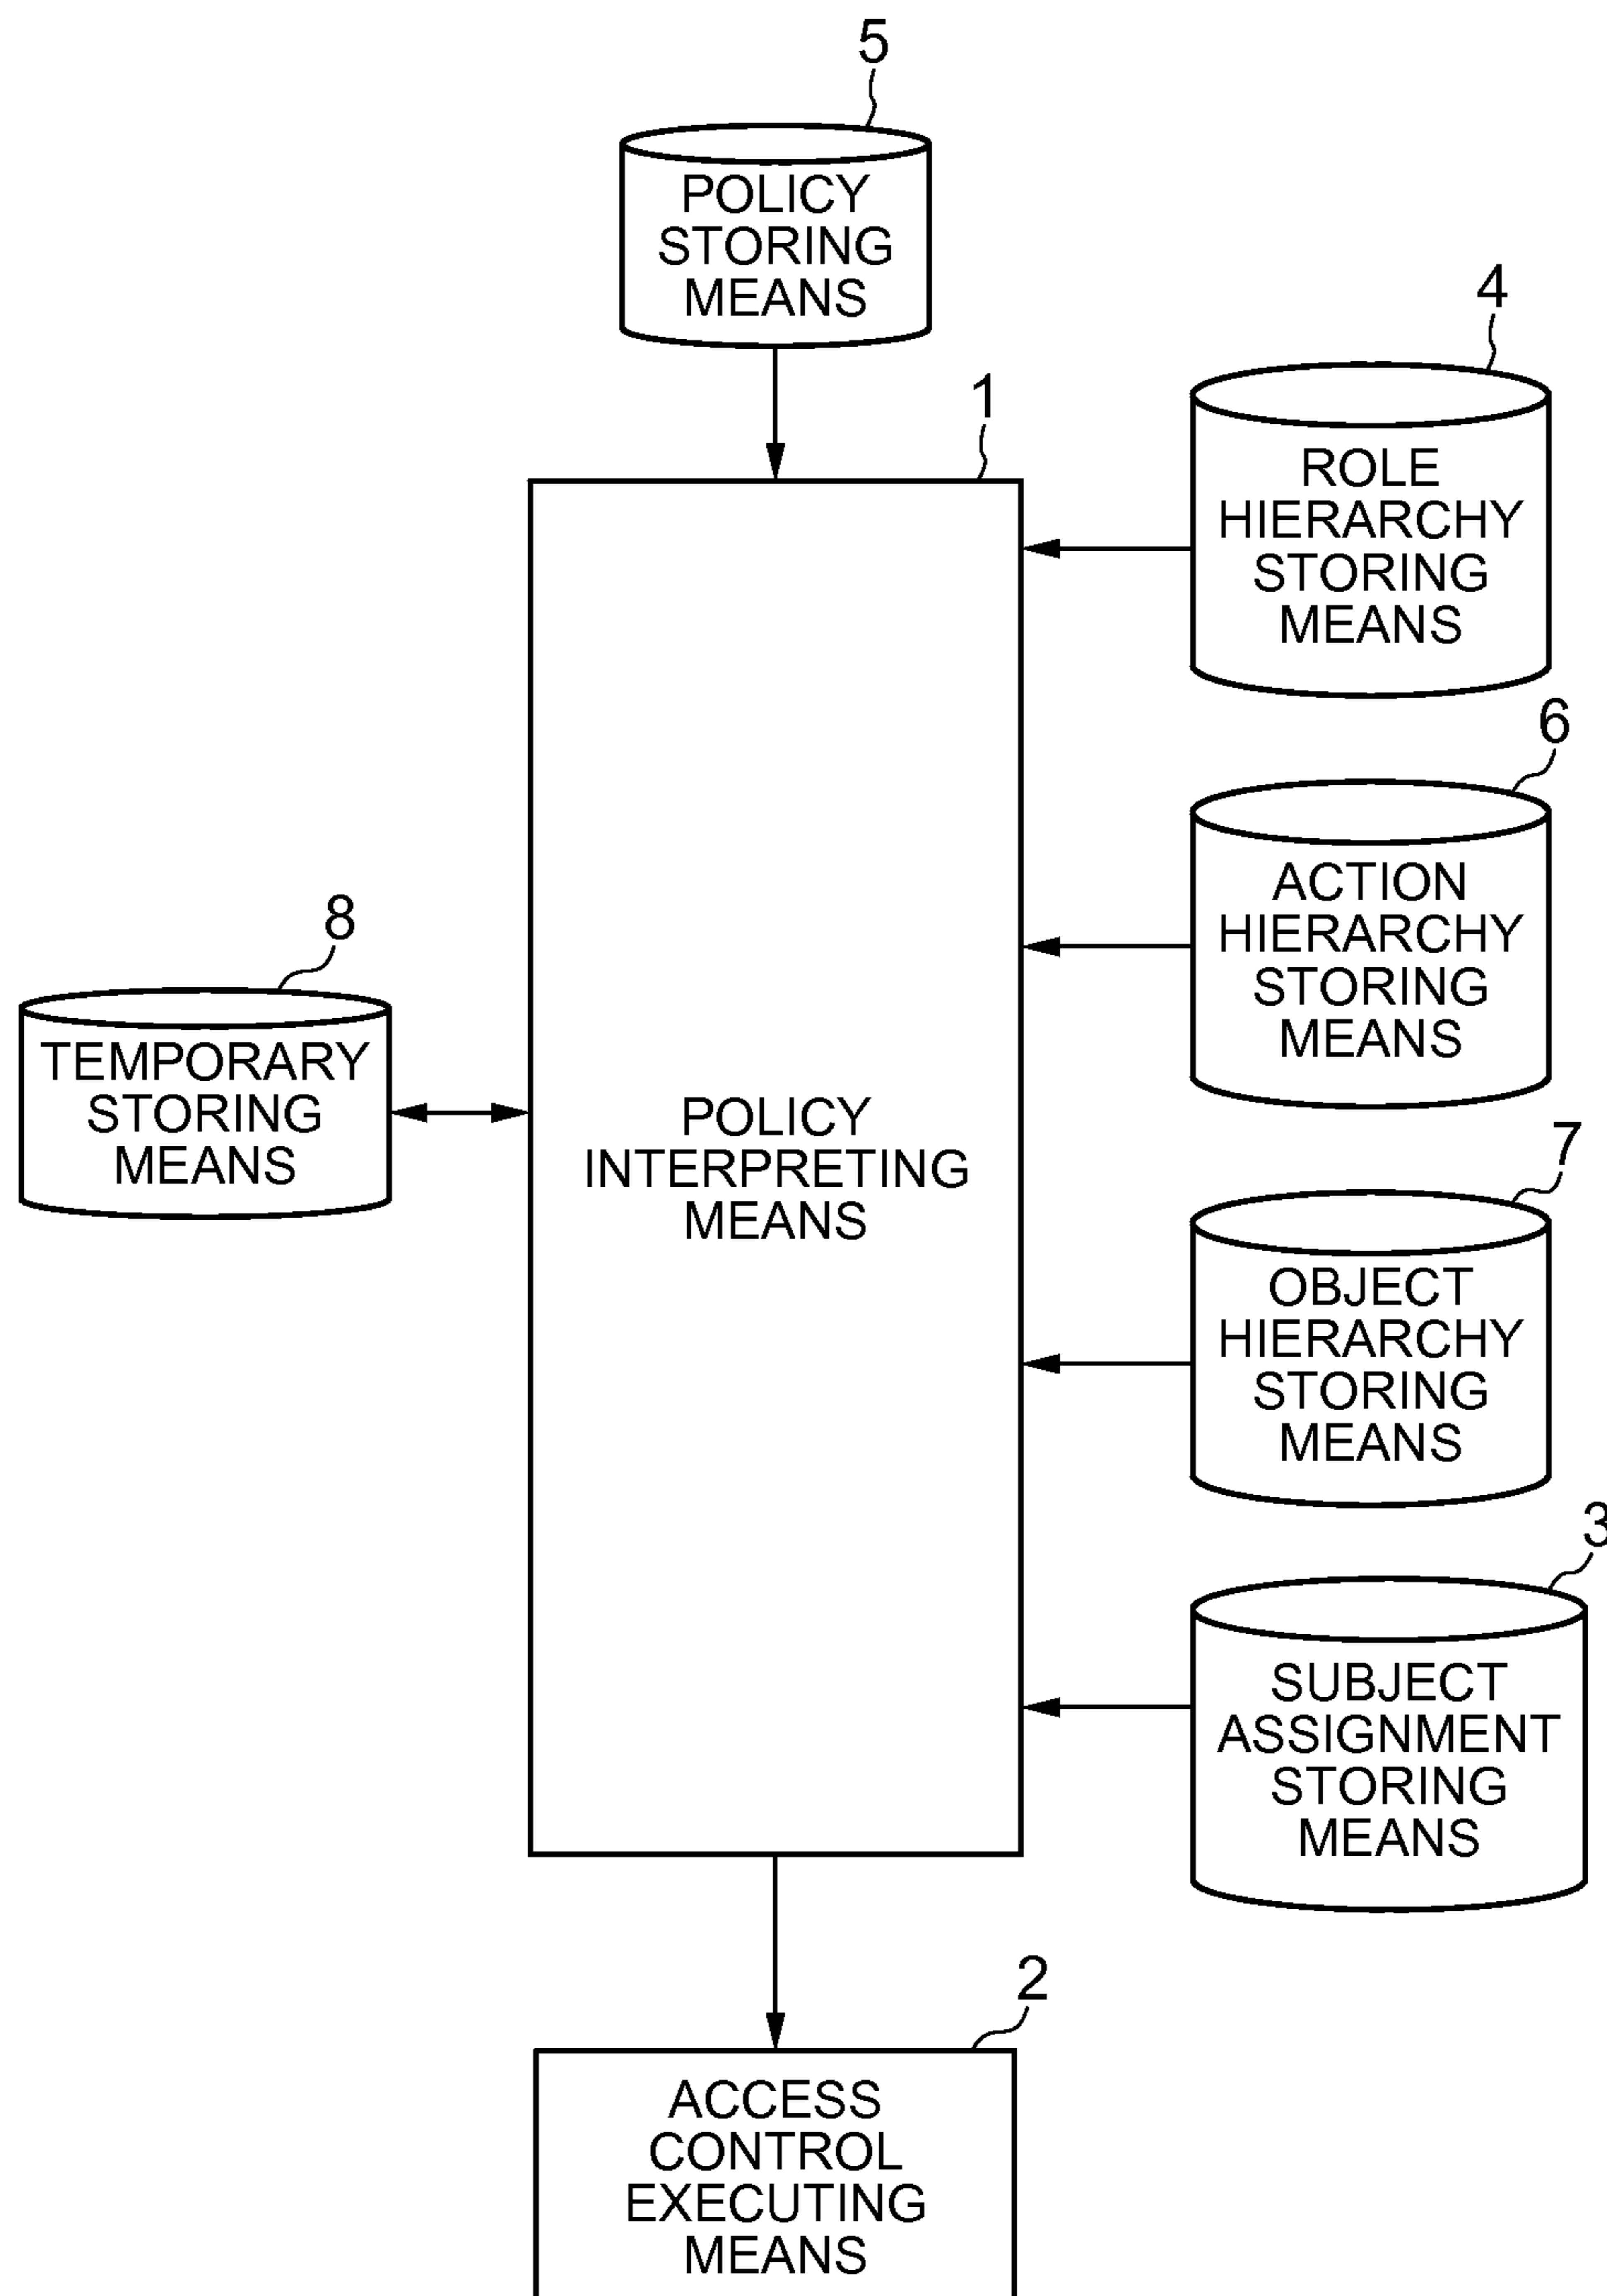 5
POLICY
STORING
MEANS
4
1
ROLE
HIERARCHY
STORING
MEANS
6
ACTION
HIERARCHY
STORING
MEANS
8
TEMPORARY
STORING
MEANS
POLICY
INTERPRETING
MEANS
7
OBJECT
HIERARCHY
STORING
MEANS
3
SUBJECT
ASSIGNMENT
STORING
MEANS
2
ACCESS
CONTROL
EXECUTING
MEANS